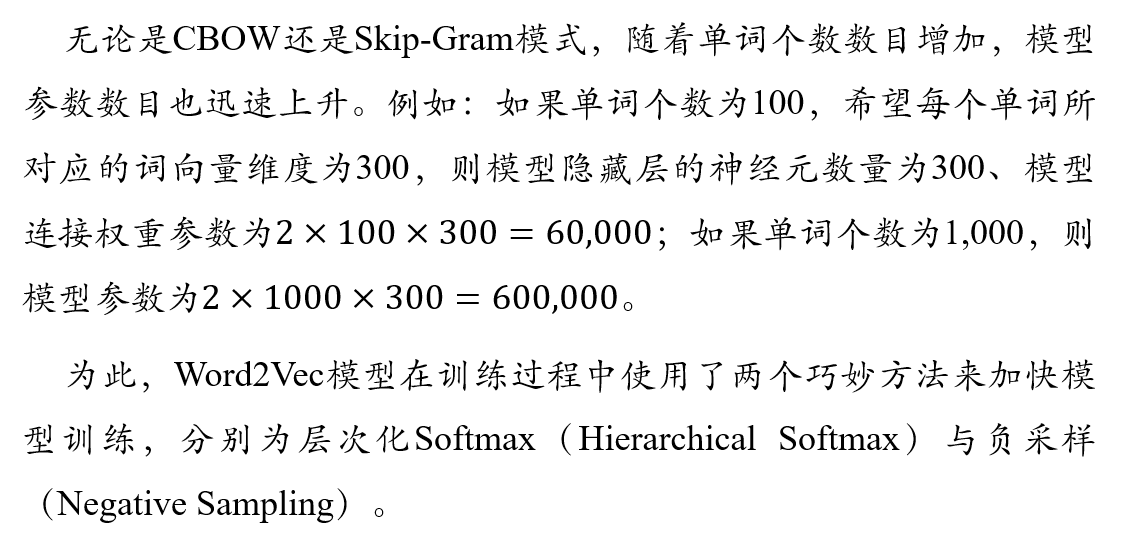 无论是CBOW还是Skip-Gram模式，随着单词个数数目增加，模型
参数数目也迅速上升。例如：如果单词个数为100，希望每个单词所
对应的词向量维度为300，则模型隐藏层的神经元数量为300、模型
连接权重参数为2 × 100 × 300 = 60,000；如果单词个数为1,000，则
模型参数为2 × 1000 × 300 = 600,000。
为此，Word2Vec模型在训练过程中使用了两个巧妙方法来加快模
型训练，分别为层次化Softmax（Hierarchical Softmax）与负采样
（Negative Sampling）。